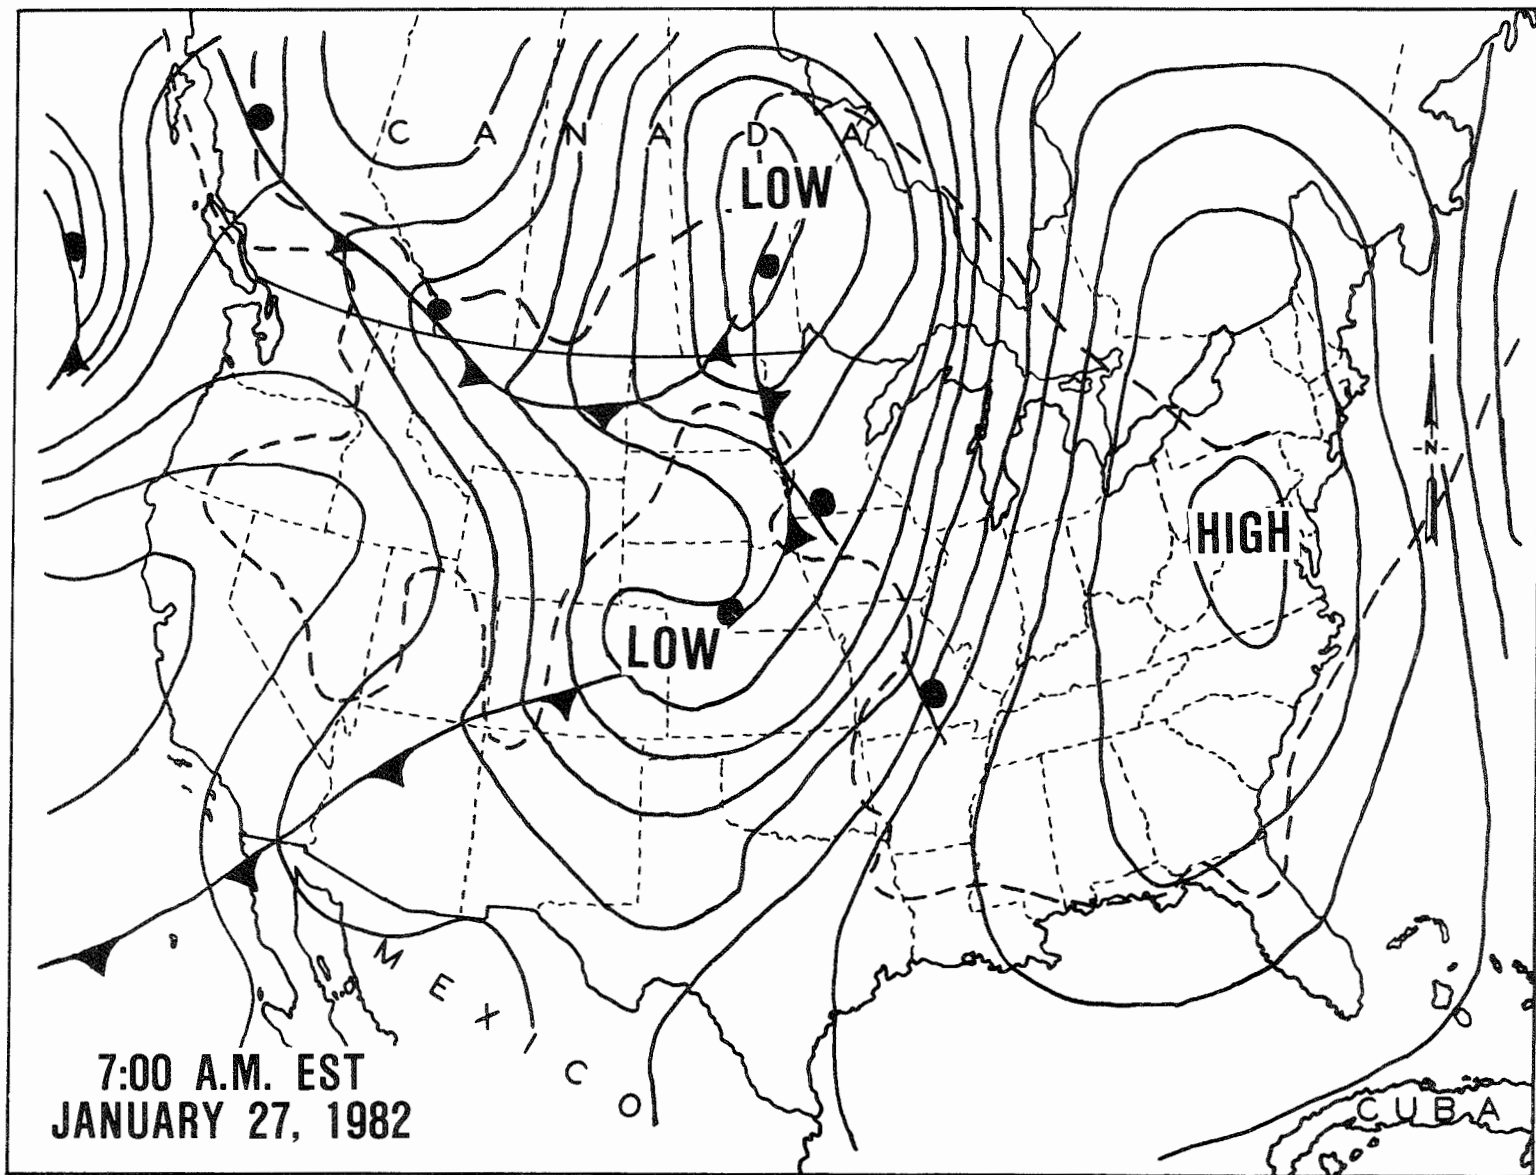 C A N A D A
LOW
N
HIGH
LOW
M E X I C O
7:00 A.M. EST
JANUARY 27, 1982
CUBA